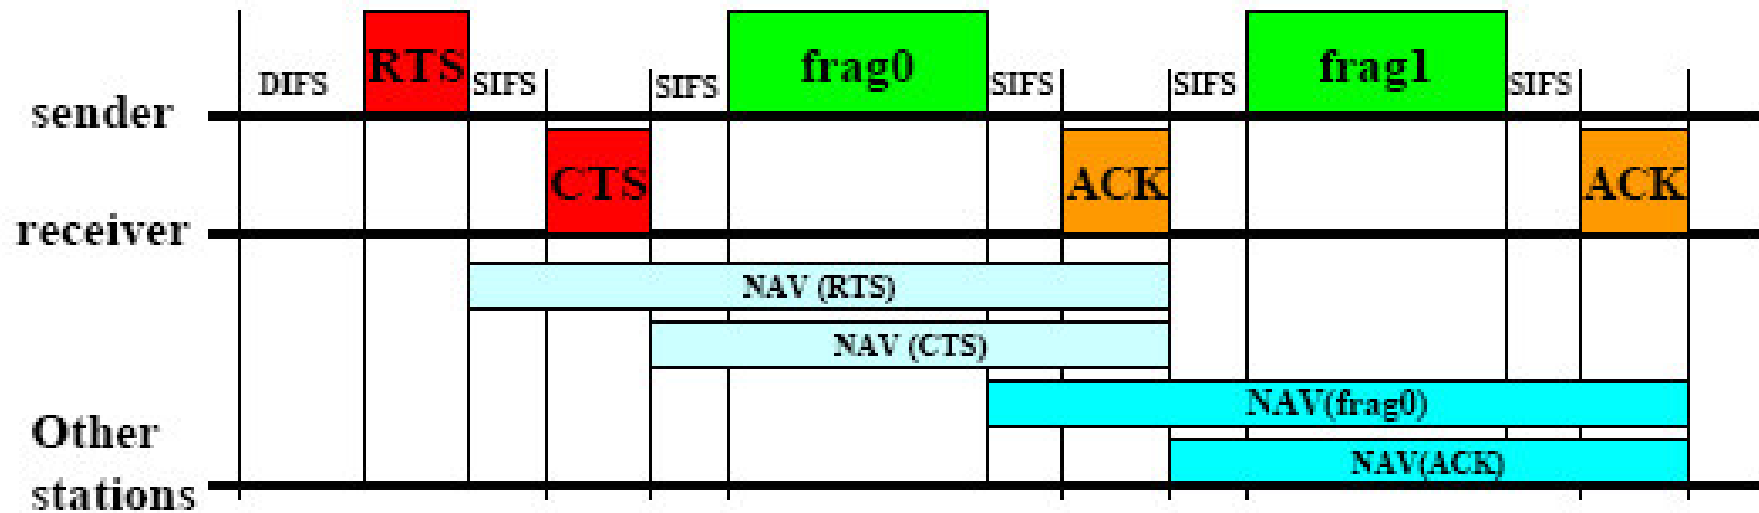 DIFS RTS SIFS SIFS frag0 SIFS SIFS frag1 SIFS
sender
CTS ACK ACK
receiver
NAV (RTS)
NAV (CTS)
NAV(frag0)
Other
NAV(ACK)
stations